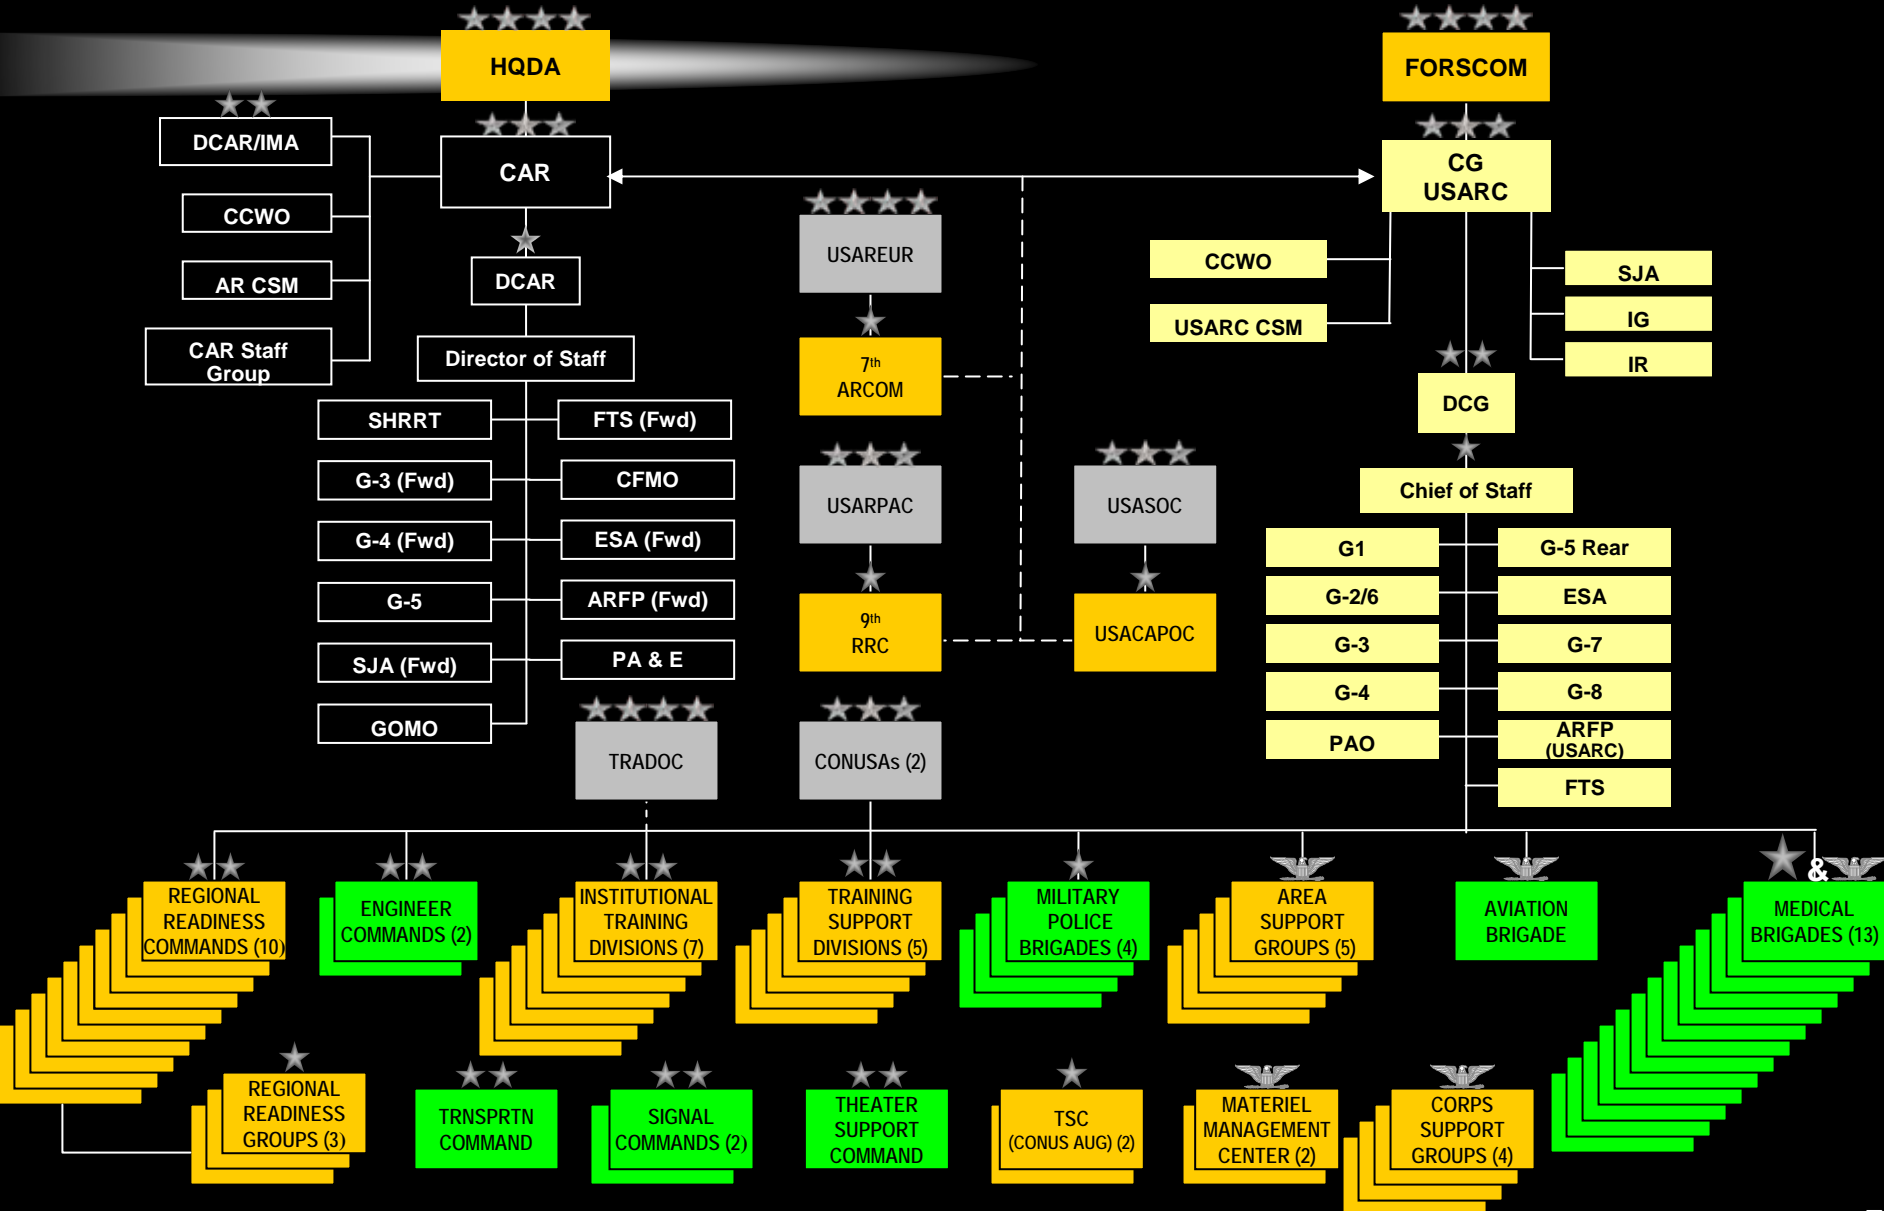 HQDA
FORSCOM
DCAR/IMA
CAR
CG
USARC
CCWO
AR CSM
CAR Staff
Group
DCAR
Director of Staff
SHRRT
FTS (Fwd)
G-3 (Fwd)
CFMO
G-4 (Fwd)
ESA (Fwd)
G-5
ARFP (Fwd)
SJA (Fwd)
PA & E
GOMO
USAREUR
7th
ARCOM
USARPAC
9th
RRC
USASOC
USACAPOC
CCWO
USARC CSM
SJA
IG
IR
DCG
Chief of Staff
G1
G-5 Rear
G-2/6
ESA
G-3
G-7
G-4
G-8
PAO
ARFP
(USARC)
FTS
TRADOC
CONUSAs (2)
REGIONAL
READINESS
COMMANDS (10)
ENGINEER
COMMANDS (2)
INSTITUTIONAL
TRAINING
DIVISIONS (7)
TRAINING
SUPPORT
DIVISIONS (5)
MILITARY
POLICE
BRIGADES (4)
AREA
SUPPORT
GROUPS (5)
AVIATION
BRIGADE
&
MEDICAL
BRIGADES (13)
REGIONAL
READINESS
GROUPS (3)
TRNSPRTN
COMMAND
SIGNAL
COMMANDS (2)
THEATER
SUPPORT
COMMAND
TSC
(CONUS AUG) (2)
MATERIEL
MANAGEMENT
CENTER (2)
CORPS
SUPPORT
GROUPS (4)